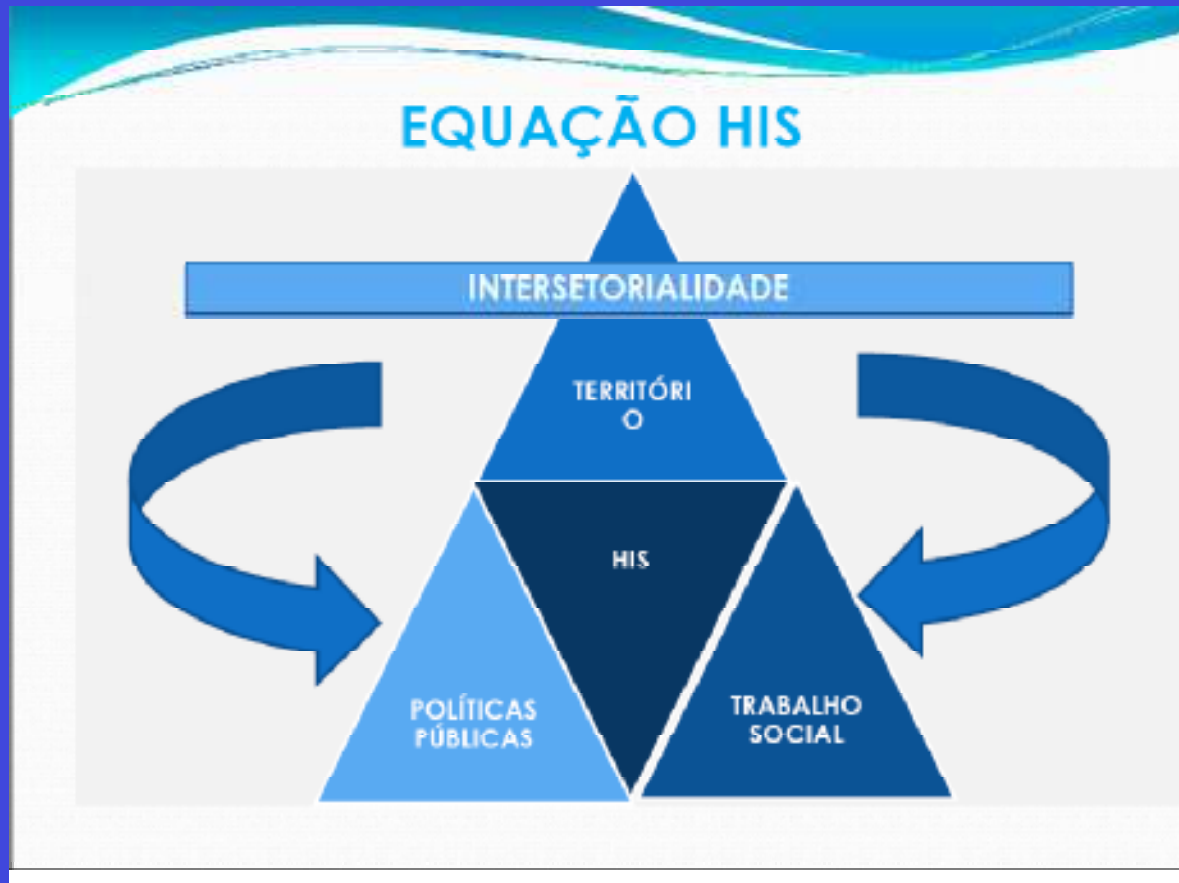 EQUAÇÃO HIS
INTERSETORIALIDADE
TERRITÓRI
O
HIS
POLÍTICAS
PÚBLICAS
TRABALHO
SOCIAL